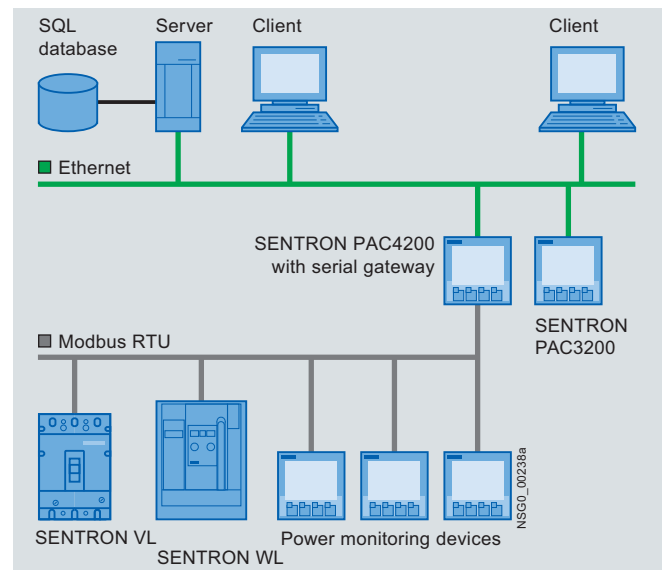 SQL
database
Server
Client
Client
Ethernet
SENTRON PAC4200
with serial gateway
SENTRON
PAC3200
Modbus RTU
SENTRON VL
SENTRON WL
Power monitoring devices
NSG0_00238a